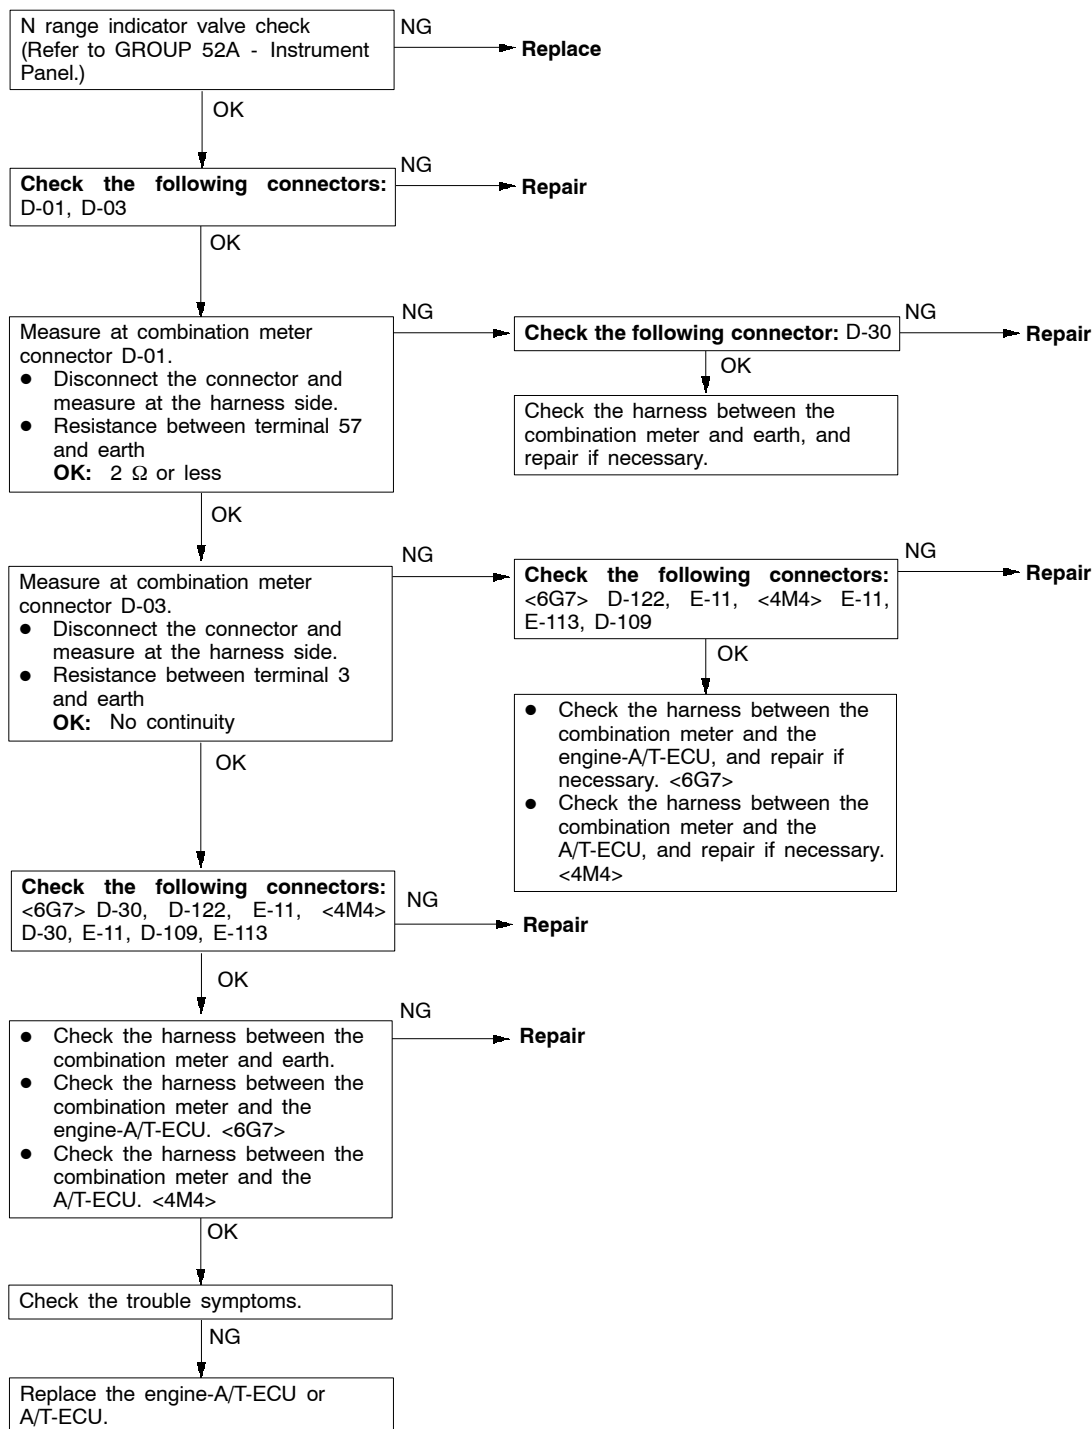 N range indicator valve check
(Refer to GROUP 52A - Instrument
Panel.)
NG
Replace
OK
Check the following connectors:
D-01, D-03
NG
Repair
OK
Measure at combination meter
connector D-01.
● Disconnect the connector and
measure at the harness side.
● Resistance between terminal 57
and earth
OK: 2 Ω or less
NG
Check the following connector: D-30
NG
Repair
OK
Check the harness between the
combination meter and earth, and
repair if necessary.
OK
Measure at combination meter
connector D-03.
● Disconnect the connector and
measure at the harness side.
● Resistance between terminal 3
and earth
OK: No continuity
NG
Check the following connectors:
<6G7> D-122, E-11, <4M4> E-11,
E-113, D-109
NG
Repair
OK
● Check the harness between the
combination meter and the
engine-A/T-ECU, and repair if
necessary. <6G7>
● Check the harness between the
combination meter and the
A/T-ECU, and repair if necessary.
<4M4>
OK
Check the following connectors:
<6G7> D-30, D-122, E-11, <4M4>
D-30, E-11, D-109, E-113
NG
Repair
OK
● Check the harness between the
combination meter and earth.
● Check the harness between the
combination meter and the
engine-A/T-ECU. <6G7>
● Check the harness between the
combination meter and the
A/T-ECU. <4M4>
NG
Repair
OK
Check the trouble symptoms.
NG
Replace the engine-A/T-ECU or
A/T-ECU.